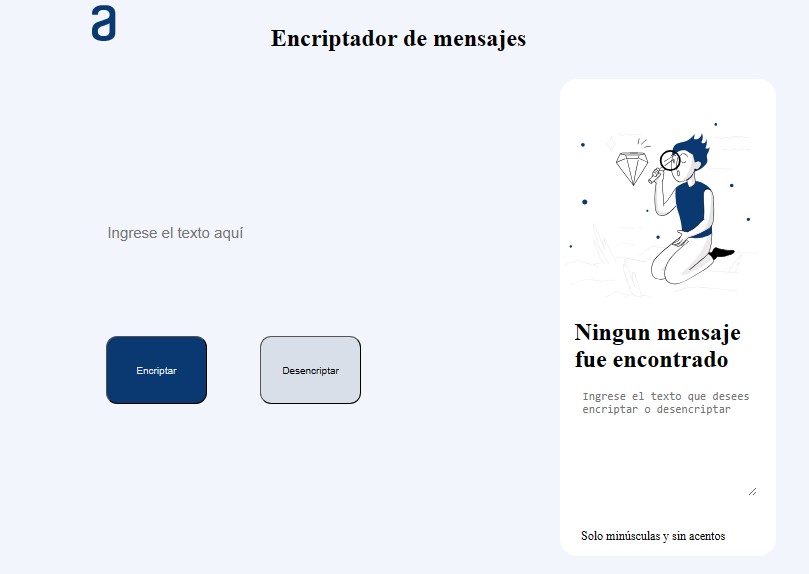 a
Encriptador de mensajes
Ingrese el texto aquí
Encriptar
Desencriptar
Ningun mensaje
fue encontrado
Ingrese el texto que desees
encriptar o desencriptar
Solo minúsculas y sin acentos